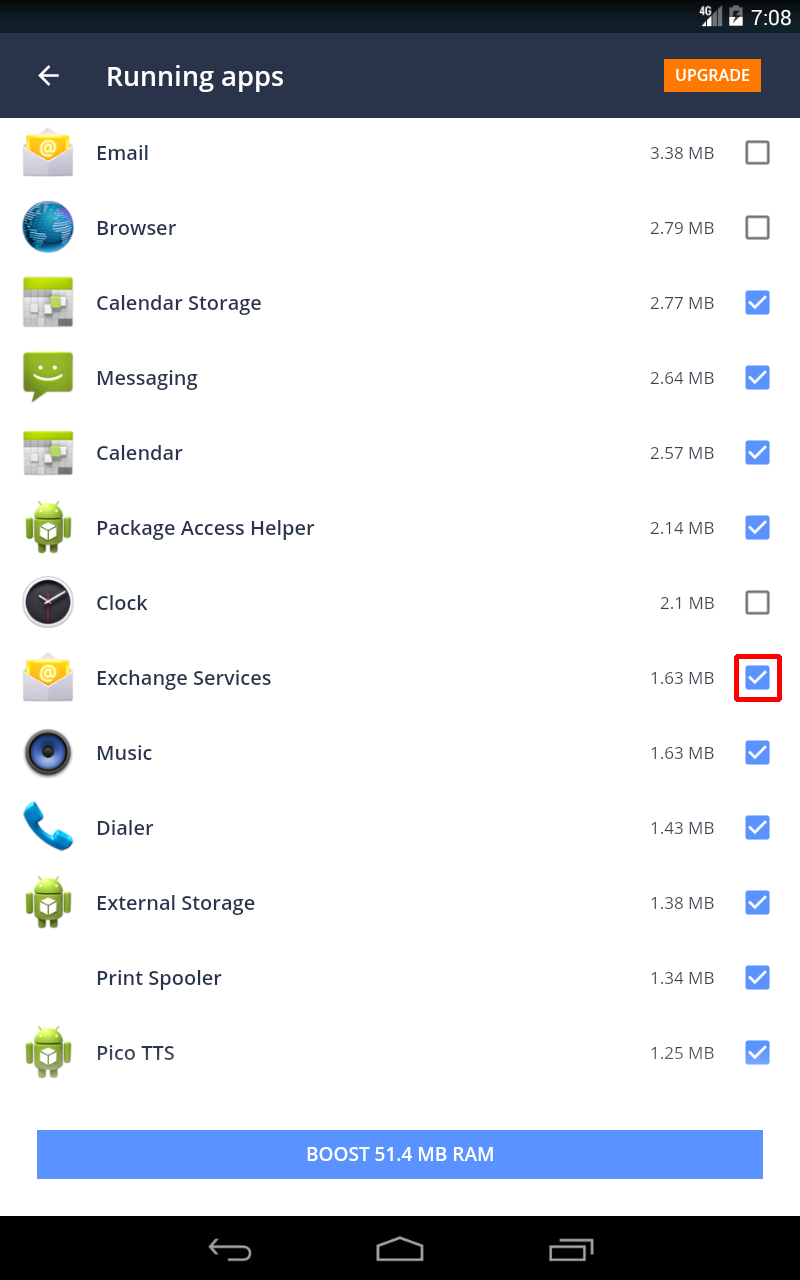 4G 7:08
Running apps UPGRADE
Email 3.38 MB
Browser 2.79 MB
Calendar Storage 2.77 MB
Messaging 2.64 MB
Calendar 2.57 MB
Package Access Helper 2.14 MB
Clock 2.1 MB
Exchange Services 1.63 MB
Music 1.63 MB
Dialer 1.43 MB
External Storage 1.38 MB
Print Spooler 1.34 MB
Pico TTS 1.25 MB
BOOST 51.4 MB RAM